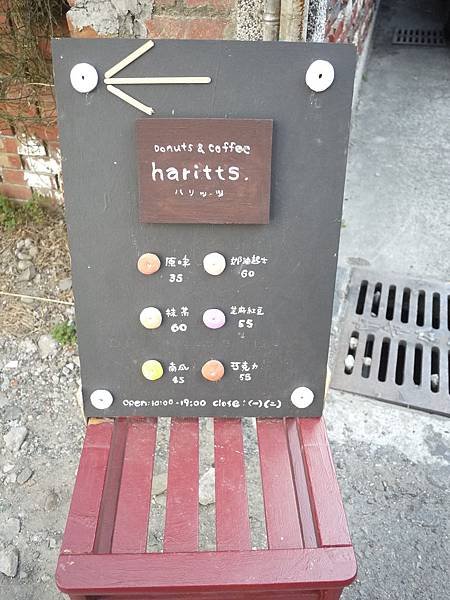 Donuts & Coffee
haritts.
ハリッツ
原味 35
奶油起士 60
抹茶 60
芝麻紅豆 55
南瓜 45
巧克力 55
open:10:00-19:00 close:(一)(二)